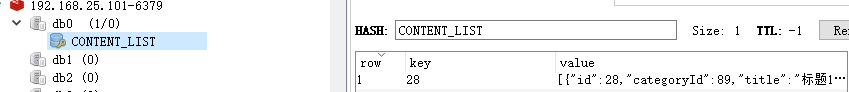 192.168.25.101-6379
db0 (1/0)
CONTENT_LIST
db1 (0)
db2 (0)
HASH: CONTENT_LIST Size: 1 TTL: -1
row key value
1 28 [{"id":28,"categoryId":89,"title":"标题1...